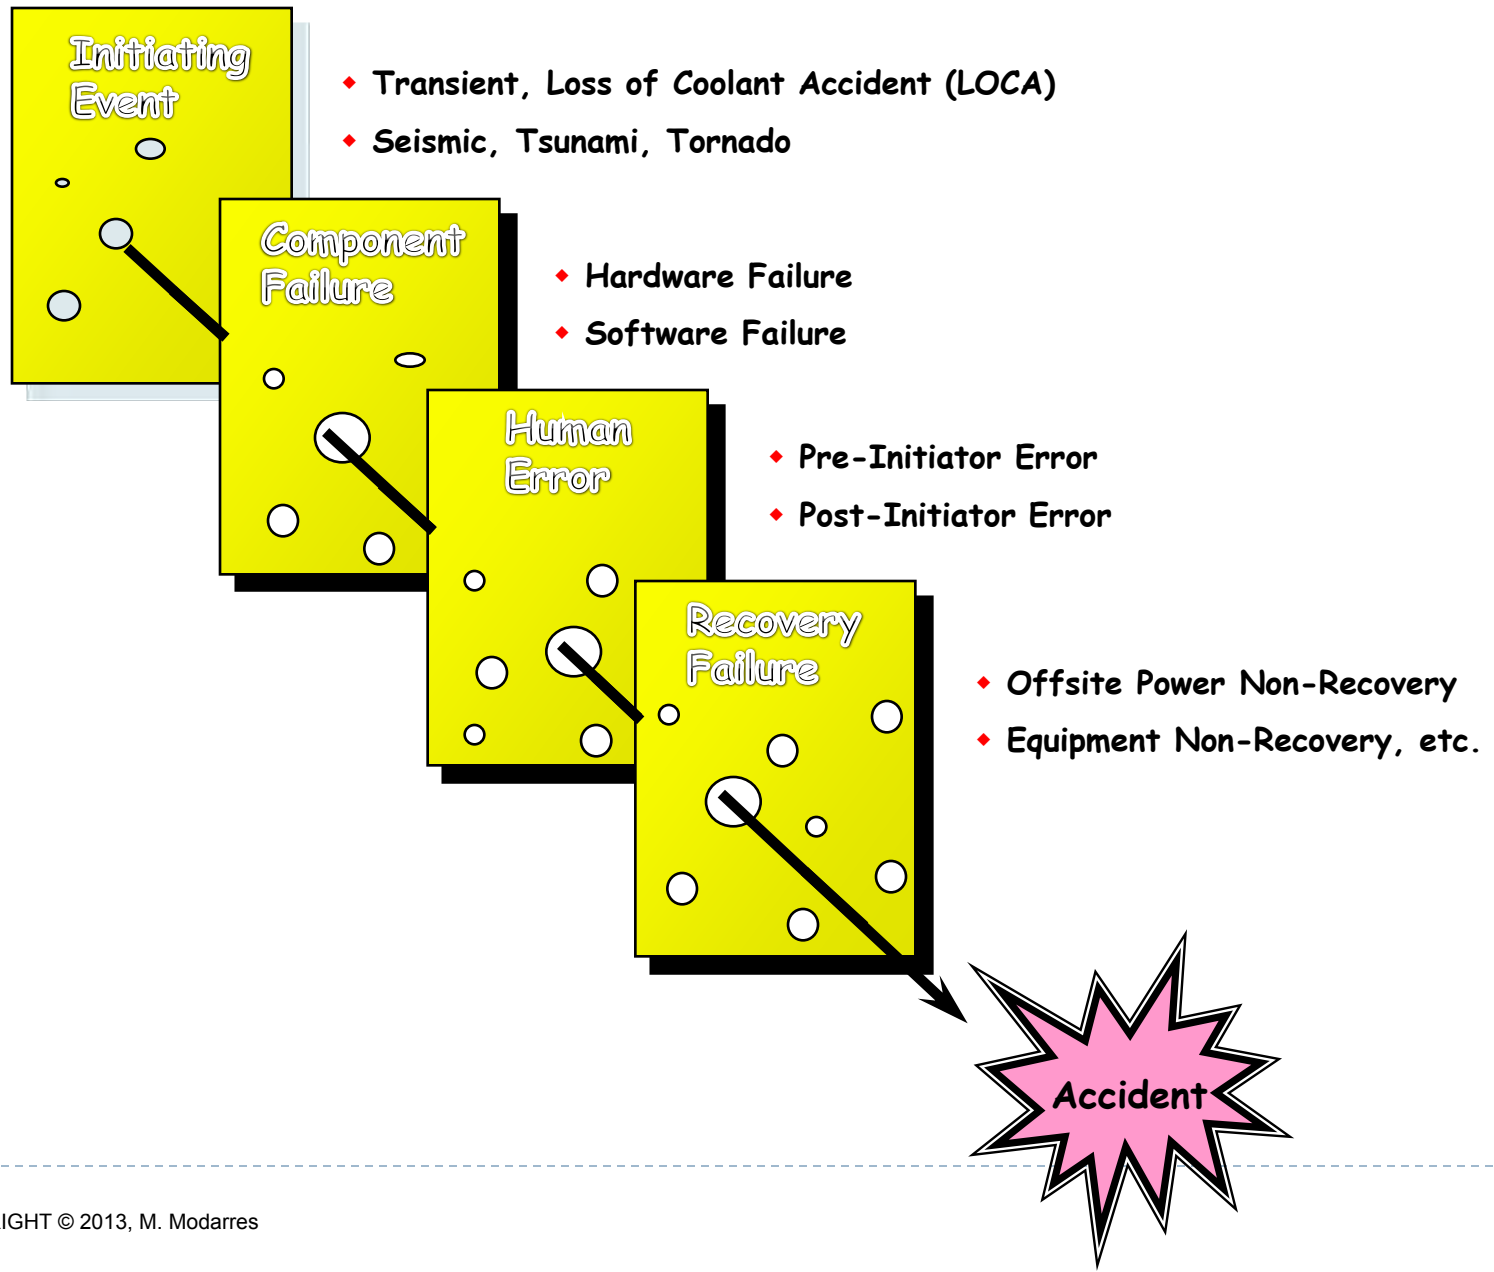 Initiating
Event
Transient, Loss of Coolant Accident (LOCA)
Seismic, Tsunami, Tornado
Component
Failure
Hardware Failure
Software Failure
Human
Error
Pre-Initiator Error
Post-Initiator Error
Recovery
Failure
Offsite Power Non-Recovery
Equipment Non-Recovery, etc.
Accident
IGHT © 2013, M. Modarres